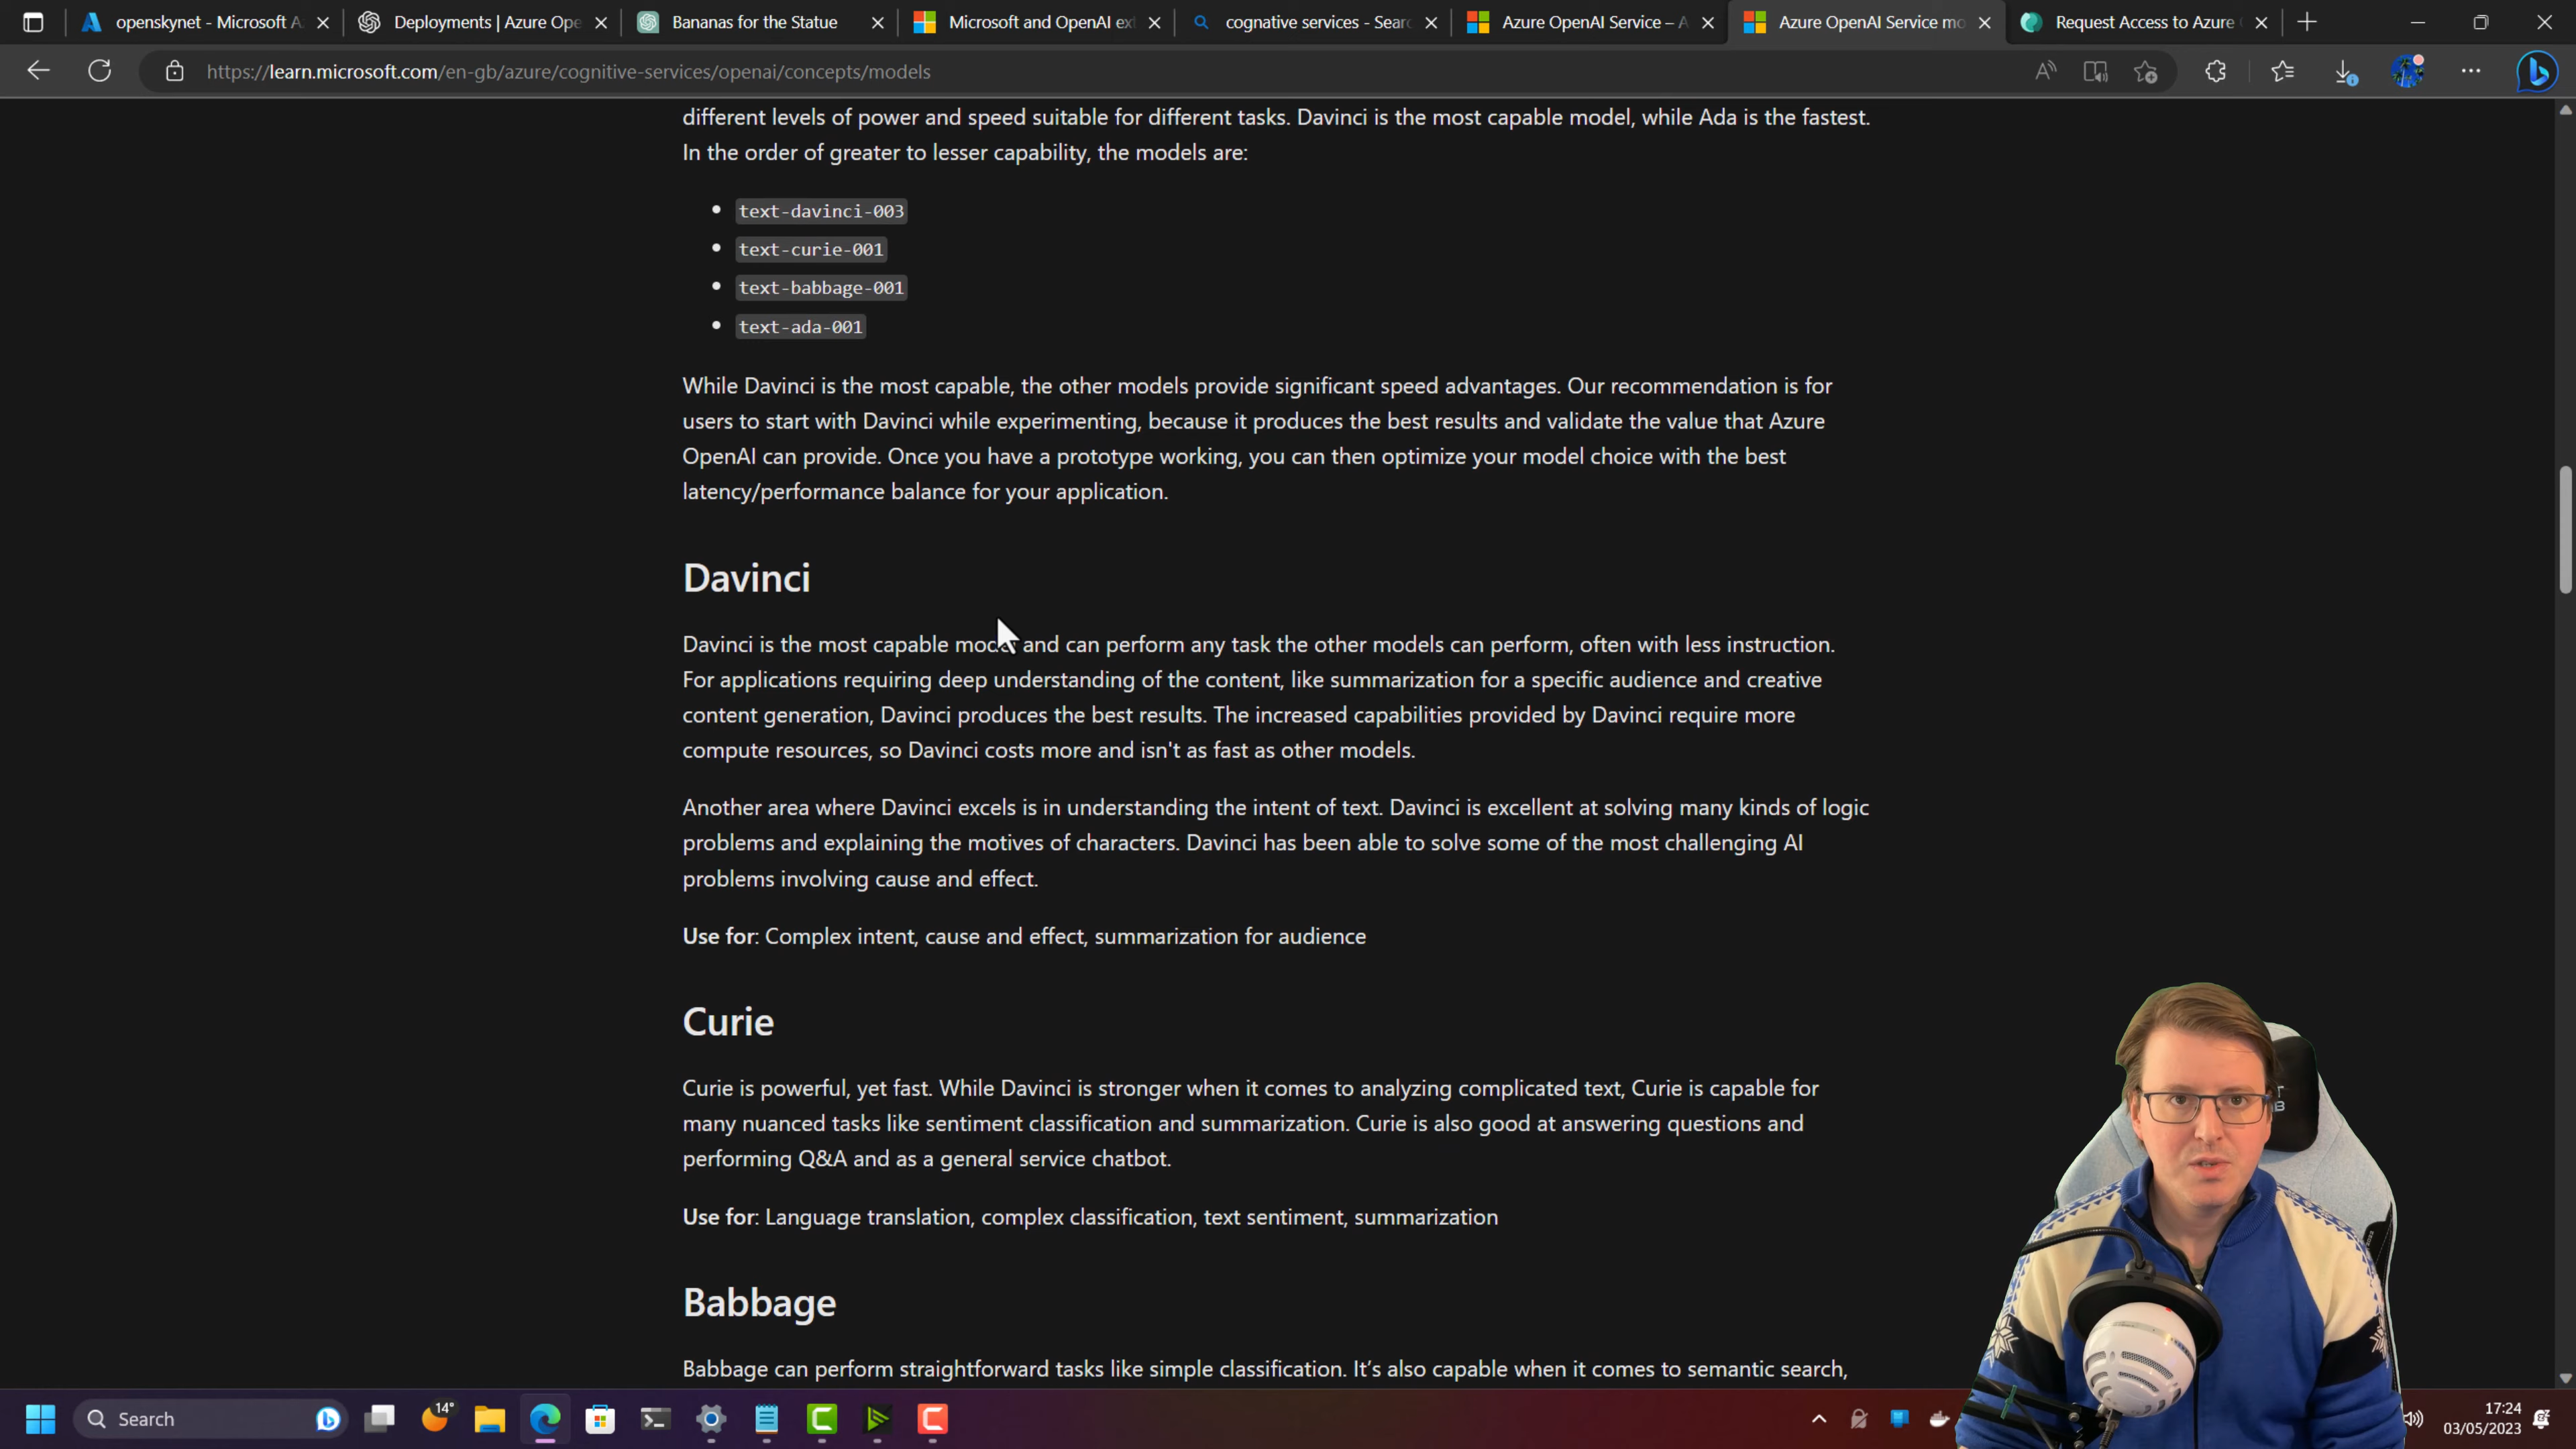 openskynet - Microsoft A
Deployments | Azure Ope
Bananas for the Statue
Microsoft and OpenAI ext
cognative services - Searc
Azure OpenAI Service – A
Azure OpenAI Service mo
Request Access to Azure
https://learn.microsoft.com/en-gb/azure/cognitive-services/openai/concepts/models
different levels of power and speed suitable for different tasks. Davinci is the most capable model, while Ada is the fastest.
In the order of greater to lesser capability, the models are:
text-davinci-003
text-curie-001
text-babbage-001
text-ada-001
While Davinci is the most capable, the other models provide significant speed advantages. Our recommendation is for
users to start with Davinci while experimenting, because it produces the best results and validate the value that Azure
OpenAI can provide. Once you have a prototype working, you can then optimize your model choice with the best
latency/performance balance for your application.
Davinci
Davinci is the most capable model and can perform any task the other models can perform, often with less instruction.
For applications requiring deep understanding of the content, like summarization for a specific audience and creative
content generation, Davinci produces the best results. The increased capabilities provided by Davinci require more
compute resources, so Davinci costs more and isn't as fast as other models.
Another area where Davinci excels is in understanding the intent of text. Davinci is excellent at solving many kinds of logic
problems and explaining the motives of characters. Davinci has been able to solve some of the most challenging AI
problems involving cause and effect.
Use for: Complex intent, cause and effect, summarization for audience
Curie
Curie is powerful, yet fast. While Davinci is stronger when it comes to analyzing complicated text, Curie is capable for
many nuanced tasks like sentiment classification and summarization. Curie is also good at answering questions and
performing Q&A and as a general service chatbot.
Use for: Language translation, complex classification, text sentiment, summarization
Babbage
Babbage can perform straightforward tasks like simple classification. It’s also capable when it comes to semantic search,
Search
14°
17:24
03/05/2023